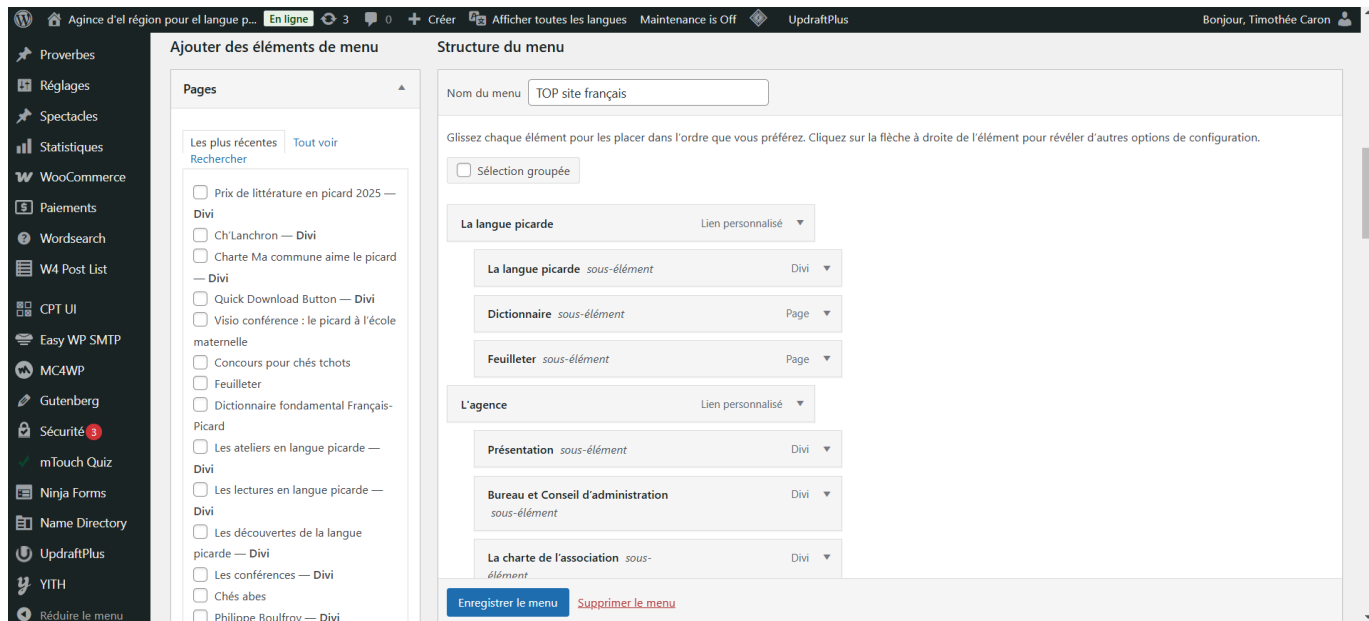 Agince d'el région pour el langue p... En ligne 3 0 Créer Afficher toutes les langues Maintenance is Off UpdraftPlus Bonjour, Timothée Caron
Proverbes
Réglages
Spectacles
Statistiques
WooCommerce
Paiements
Wordsearch
W4 Post List
CPT UI
Easy WP SMTP
MC4WP
Gutenberg
Sécurité 3
mTouch Quiz
Ninja Forms
Name Directory
UpdraftPlus
YITH
Réduire le menu
Ajouter des éléments de menu
Pages
Les plus récentes Tout voir
Rechercher
Prix de littérature en picard 2025 —
Divi
Ch'Lanchron — Divi
Charte Ma commune aime le picard
— Divi
Quick Download Button — Divi
Visio conférence : le picard à l'école
maternelle
Concours pour chés tchots
Feuilleter
Dictionnaire fondamental Français-
Picard
Les ateliers en langue picarde —
Divi
Les lectures en langue picarde —
Divi
Les découvertes de la langue
picarde — Divi
Les conférences — Divi
Chés abes
Philippe Boulfroy — Divi
Structure du menu
Nom du menu TOP site français
Glissez chaque élément pour les placer dans l'ordre que vous préférez. Cliquez sur la flèche à droite de l'élément pour révéler d'autres options de configuration.
Sélection groupée
La langue picarde Lien personnalisé
La langue picarde sous-élément Divi
Dictionnaire sous-élément Page
Feuilleter sous-élément Page
L'agence Lien personnalisé
Présentation sous-élément Divi
Bureau et Conseil d'administration Divi
sous-élément
La charte de l'association sous- Divi
élément
Enregistrer le menu Supprimer le menu